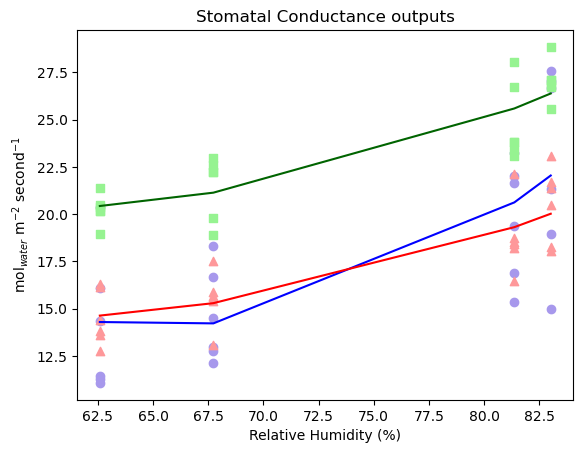 Stomatal Conductance outputs
mol_water m⁻² second⁻¹
27.5
25.0
22.5
20.0
17.5
15.0
12.5
62.5 65.0 67.5 70.0 72.5 75.0 77.5 80.0 82.5
Relative Humidity (%)